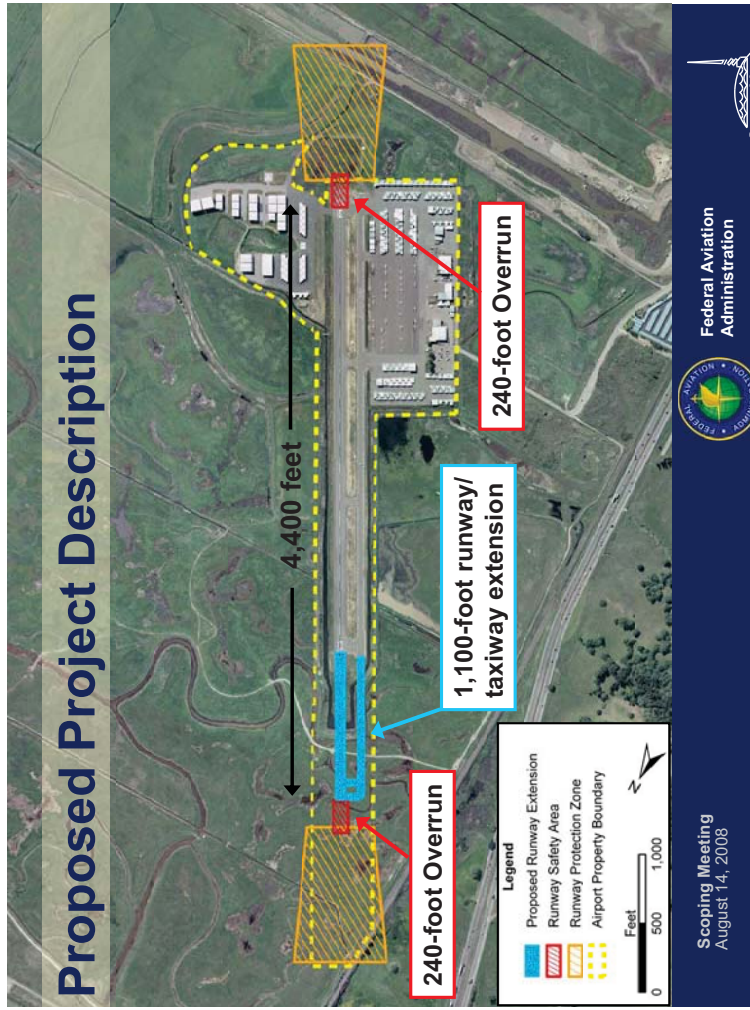 Proposed Project Description
4,400 feet
240-foot Overrun
1,100-foot runway/
taxiway extension
240-foot Overrun
Legend
Proposed Runway Extension
Runway Safety Area
Runway Protection Zone
Airport Property Boundary
Feet
0 500 1,000
N
Scoping Meeting
August 14, 2008
FEDERAL AVIATION
Federal Aviation
Administration